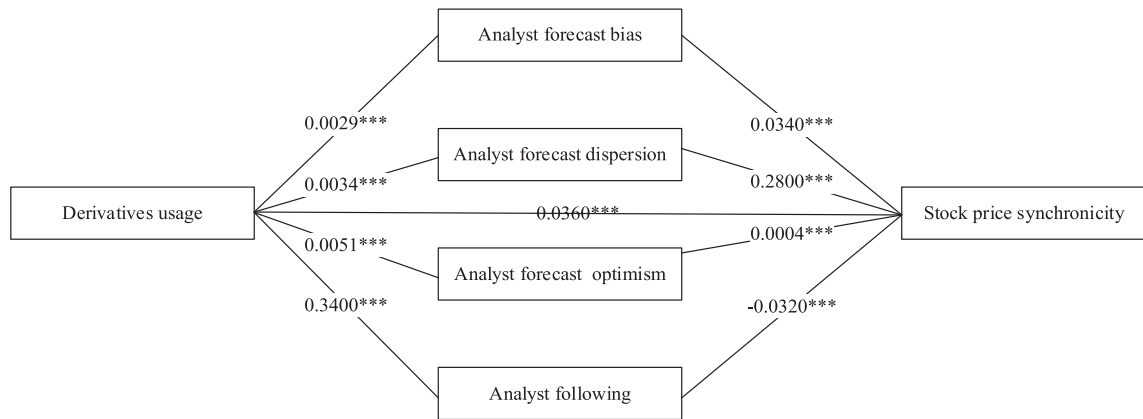 Analyst forecast bias
0.0029***
0.0340***
Analyst forecast dispersion
0.0034***
0.2800***
Derivatives usage
0.0360***
Stock price synchronicity
0.0051***
0.0004***
Analyst forecast optimism
0.3400***
-0.0320***
Analyst following